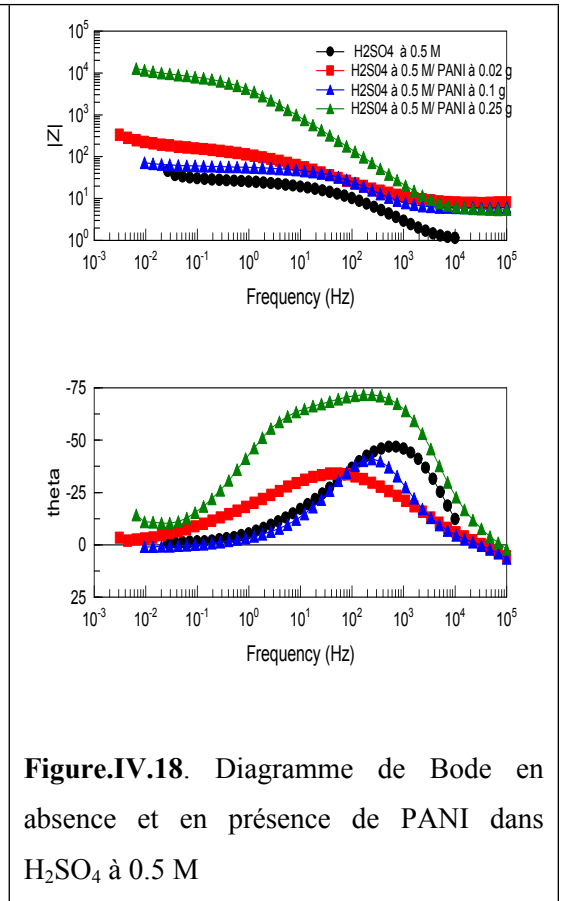 10^5
10^4
10^3
10^2
10^1
10^0
|Z|
H2SO4 à 0.5 M
H2S04 à 0.5 M/ PANI à 0.02 g
H2S04 à 0.5 M/ PANI à 0.1 g
H2S04 à 0.5 M/ PANI à 0.25 g
10^-3 10^-2 10^-1 10^0 10^1 10^2 10^3 10^4 10^5
Frequency (Hz)
-75
-50
-25
0
25
theta
10^-3 10^-2 10^-1 10^0 10^1 10^2 10^3 10^4 10^5
Frequency (Hz)
Figure.IV.18. Diagramme de Bode en
absence et en présence de PANI dans
H₂SO₄ à 0.5 M